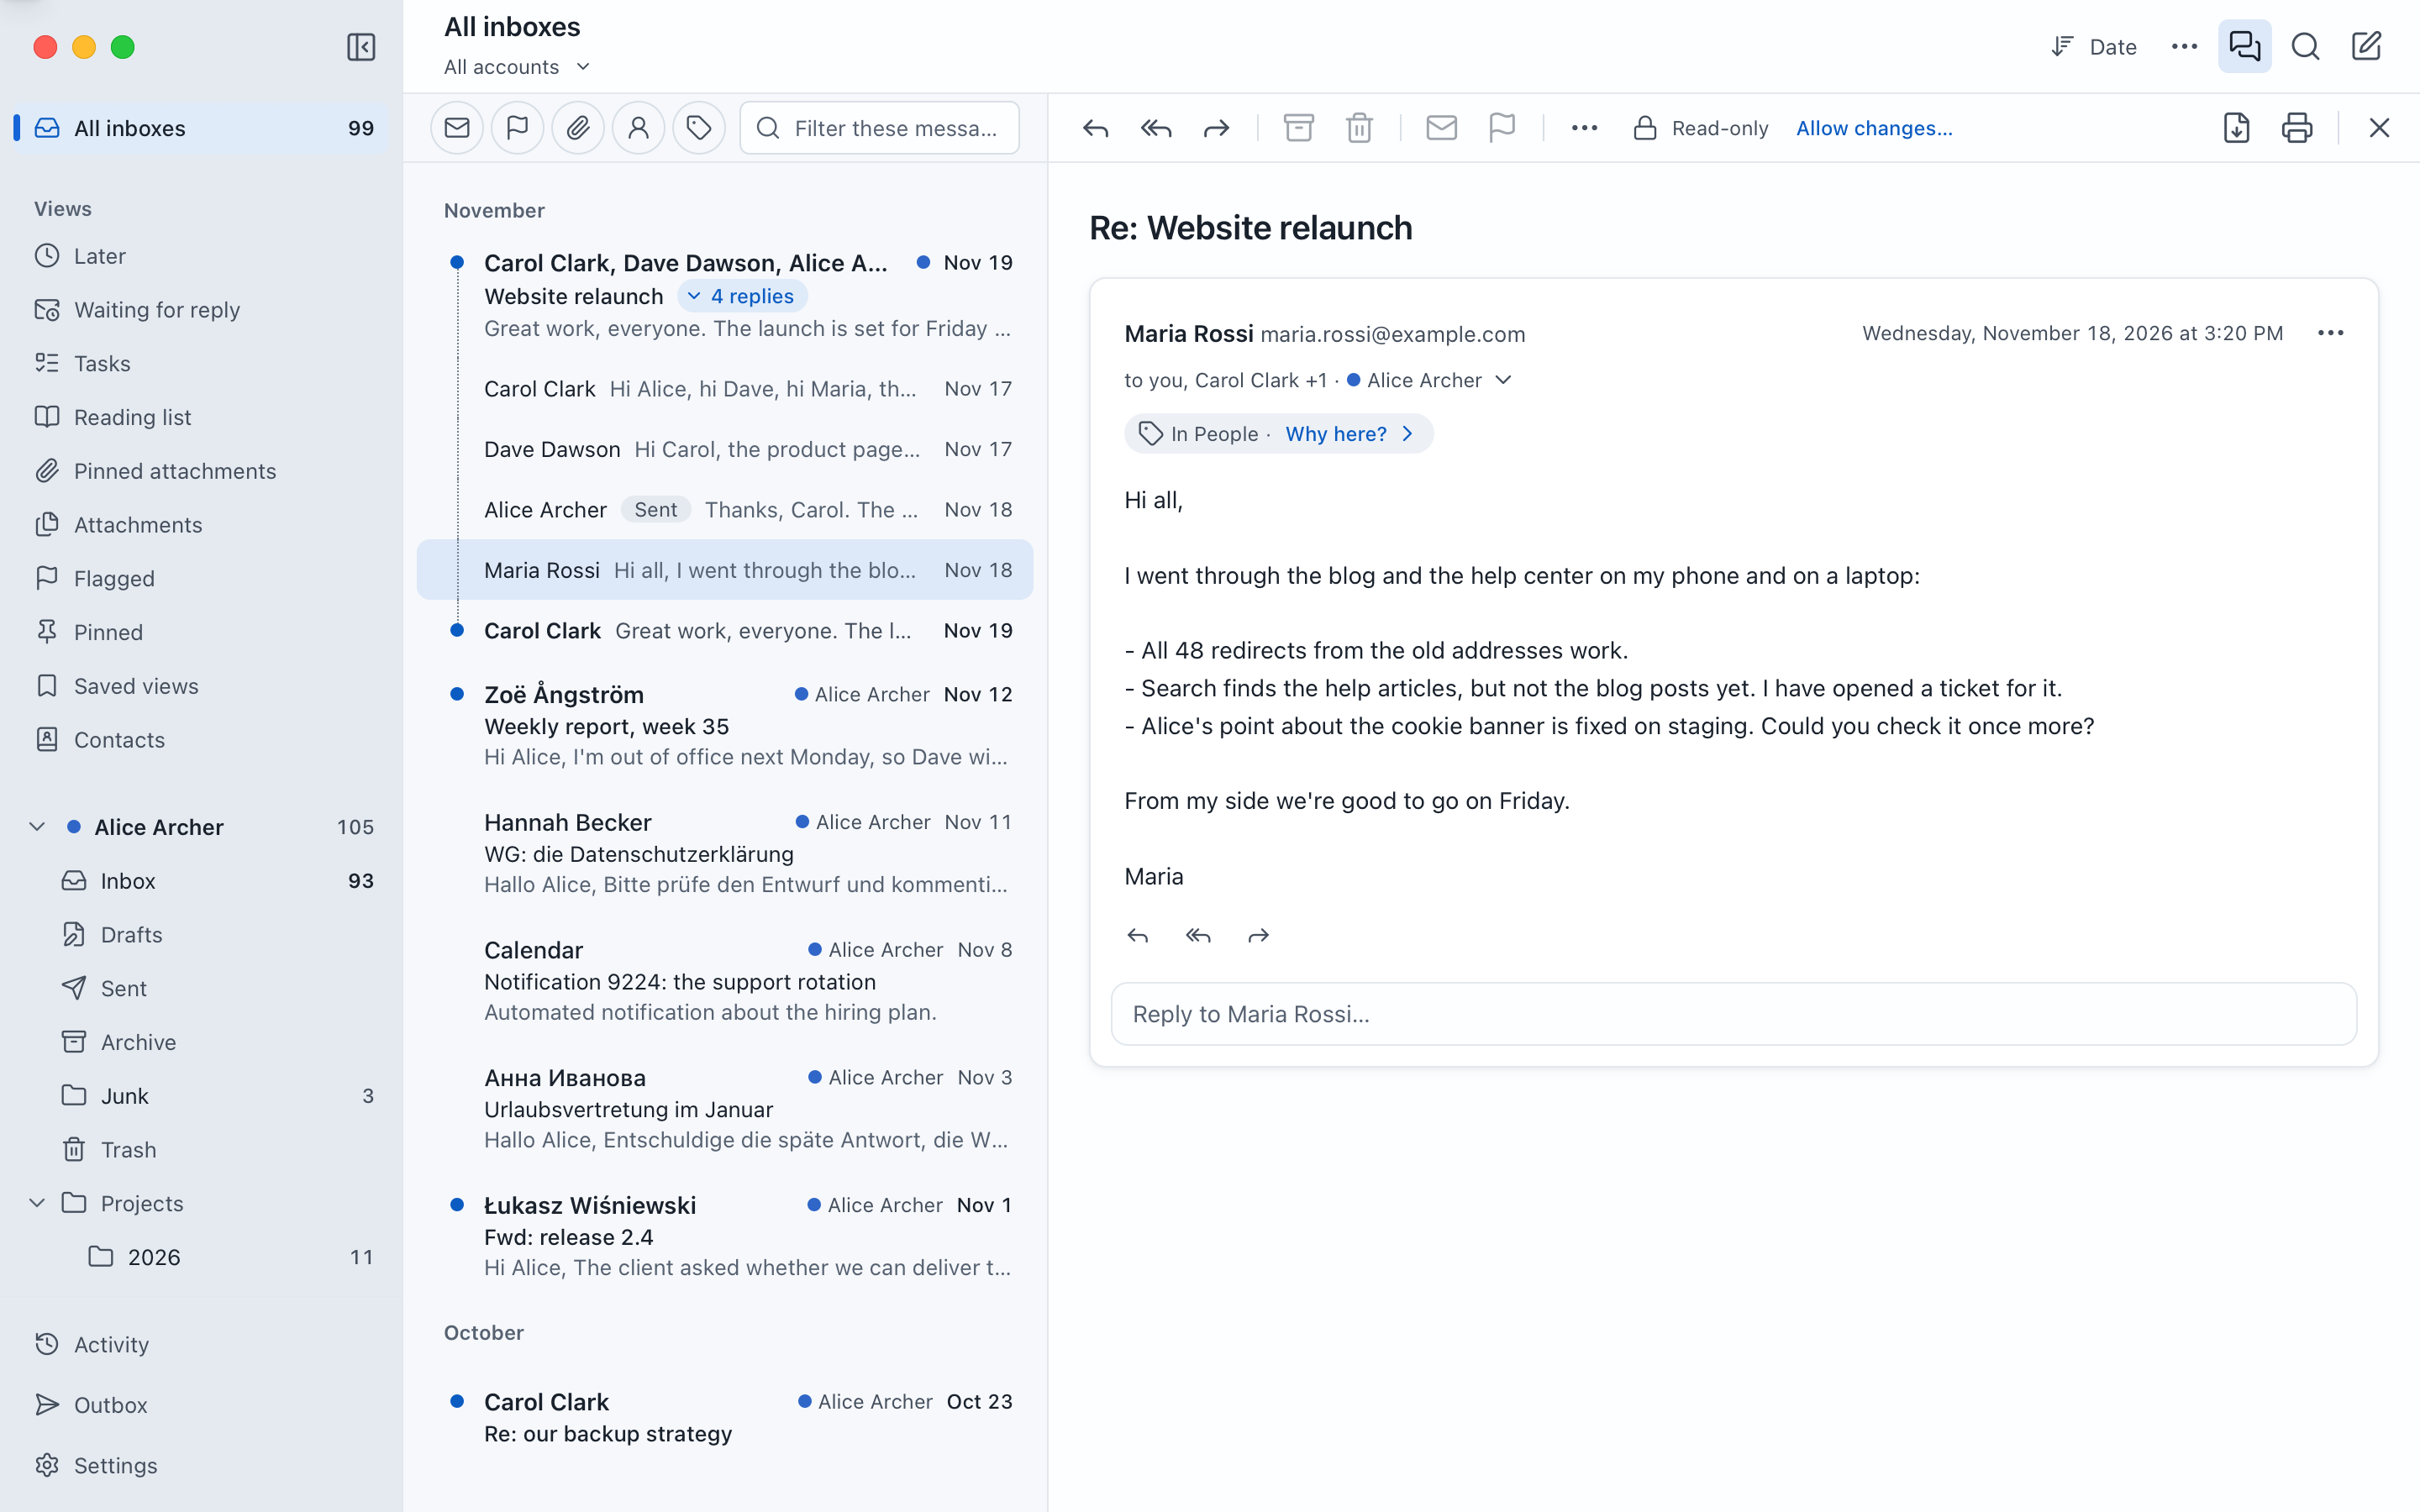 All inboxes
All accounts
Date
All inboxes 99
Views
Later
Waiting for reply
Tasks
Reading list
Pinned attachments
Attachments
Flagged
Pinned
Saved views
Contacts
Alice Archer 105
Inbox 93
Drafts
Sent
Archive
Junk 3
Trash
Projects
2026 11
Activity
Outbox
Settings
Filter these messa...
November
Carol Clark, Dave Dawson, Alice A... Nov 19
Website relaunch 4 replies
Great work, everyone. The launch is set for Friday ...
Carol Clark Hi Alice, hi Dave, hi Maria, th... Nov 17
Dave Dawson Hi Carol, the product page... Nov 17
Alice Archer Sent Thanks, Carol. The ... Nov 18
Maria Rossi Hi all, I went through the blo... Nov 18
Carol Clark Great work, everyone. The l... Nov 19
Zoë Ångström Alice Archer Nov 12
Weekly report, week 35
Hi Alice, I'm out of office next Monday, so Dave wi...
Hannah Becker Alice Archer Nov 11
WG: die Datenschutzerklärung
Hallo Alice, Bitte prüfe den Entwurf und kommenti...
Calendar Alice Archer Nov 8
Notification 9224: the support rotation
Automated notification about the hiring plan.
Анна Иванова Alice Archer Nov 3
Urlaubsvertretung im Januar
Hallo Alice, Entschuldige die späte Antwort, die W...
Łukasz Wiśniewski Alice Archer Nov 1
Fwd: release 2.4
Hi Alice, The client asked whether we can deliver t...
October
Carol Clark Alice Archer Oct 23
Re: our backup strategy
Read-only Allow changes...
Re: Website relaunch
Maria Rossi maria.rossi@example.com Wednesday, November 18, 2026 at 3:20 PM
to you, Carol Clark +1 · Alice Archer
In People · Why here?
Hi all,
I went through the blog and the help center on my phone and on a laptop:
- All 48 redirects from the old addresses work.
- Search finds the help articles, but not the blog posts yet. I have opened a ticket for it.
- Alice's point about the cookie banner is fixed on staging. Could you check it once more?
From my side we're good to go on Friday.
Maria
Reply to Maria Rossi...